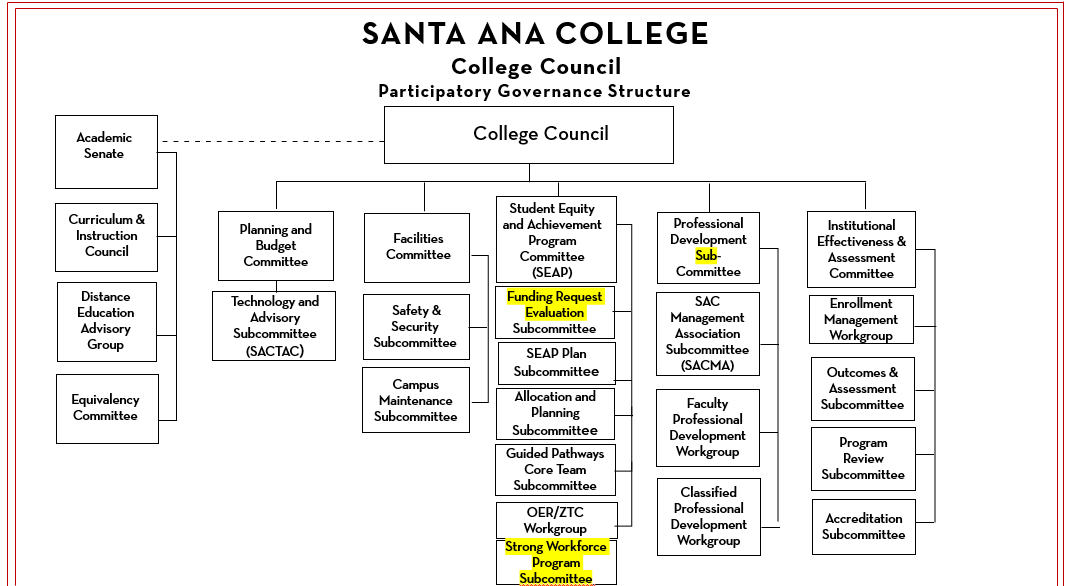 SANTA ANA COLLEGE
College Council
Participatory Governance Structure
College Council
Academic
Senate
Curriculum &
Instruction
Council
Distance
Education
Advisory
Group
Equivalency
Committee
Planning and
Budget
Committee
Technology and
Advisory
Subcommittee
(SACTAC)
Facilities
Committee
Safety &
Security
Subcommittee
Campus
Maintenance
Subcommittee
Student Equity
and Achievement
Program
Committee
(SEAP)
Funding Request
Evaluation
Subcommittee
SEAP Plan
Subcommittee
Allocation and
Planning
Subcommittee
Guided Pathways
Core Team
Subcommittee
OER/ZTC
Workgroup
Strong Workforce
Program
Subcomittee
Professional
Development
Sub-
Committee
SAC
Management
Association
Subcommittee
(SACMA)
Faculty
Professional
Development
Workgroup
Classified
Professional
Development
Workgroup
Institutional
Effectiveness &
Assessment
Committee
Enrollment
Management
Workgroup
Outcomes &
Assessment
Subcommittee
Program
Review
Subcommittee
Accreditation
Subcommittee